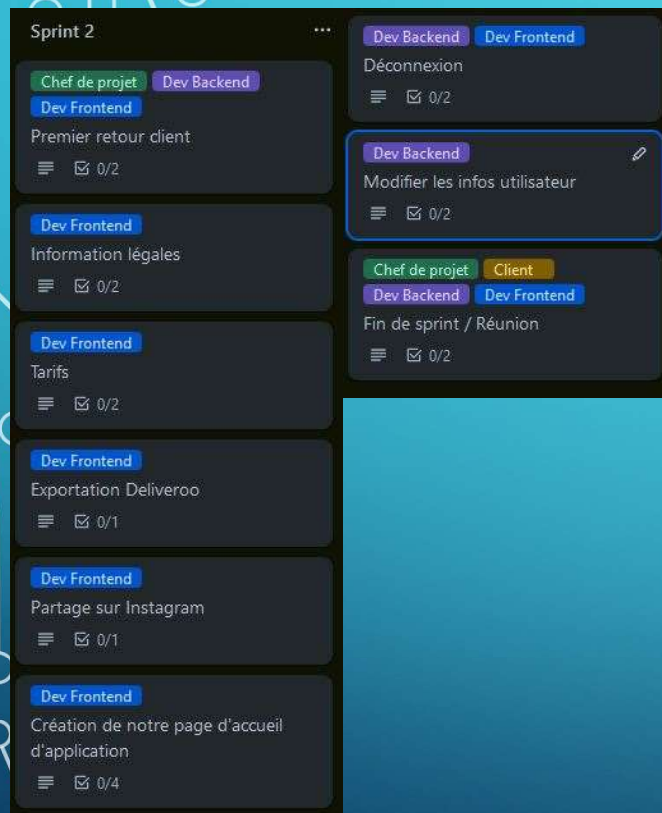 Sprint 2
Chef de projet Dev Backend
Dev Frontend
Premier retour client
0/2
Dev Frontend
Information légales
0/2
Dev Frontend
Tarifs
0/2
Dev Frontend
Exportation Deliveroo
0/1
Dev Frontend
Partage sur Instagram
0/1
Dev Frontend
Création de notre page d'accueil
d'application
0/4
Dev Backend Dev Frontend
Déconnexion
0/2
Dev Backend
Modifier les infos utilisateur
0/2
Chef de projet Client
Dev Backend Dev Frontend
Fin de sprint / Réunion
0/2